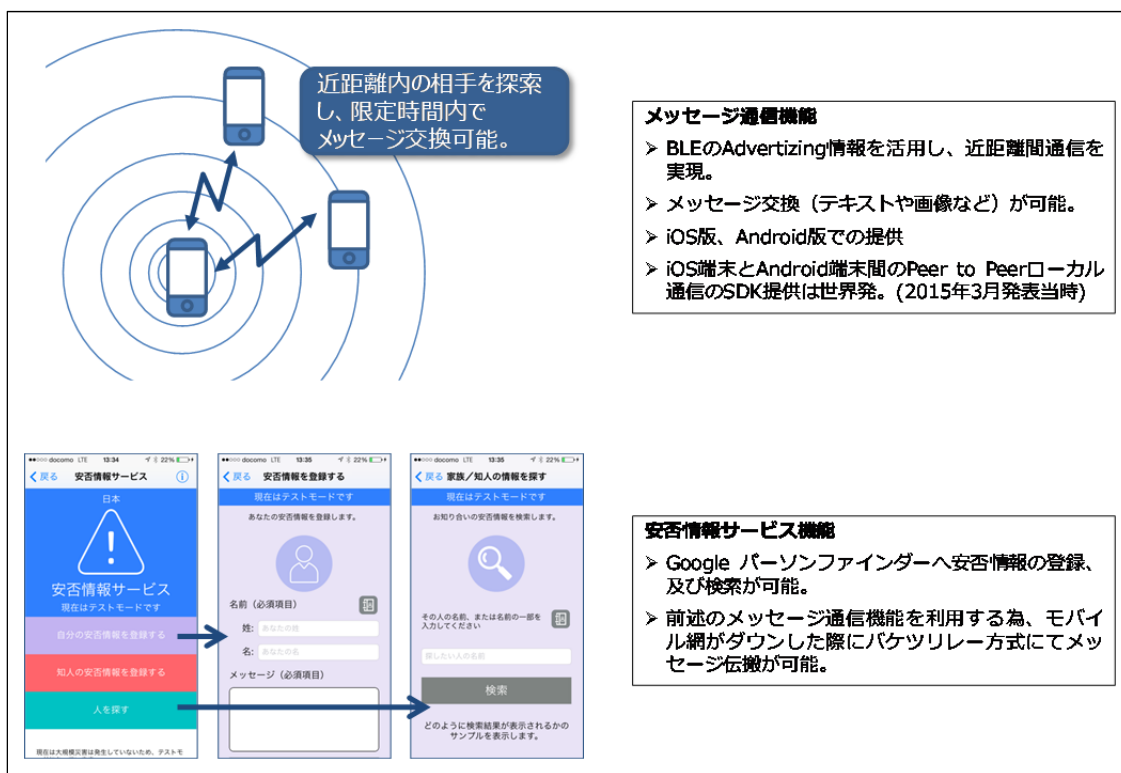 近距離内の相手を探索
し、限定時間内で
メッセージ交換可能。
メッセージ通信機能
➢ BLEのAdvertizing情報を活用し、近距離間通信を
実現。
➢ メッセージ交換（テキストや画像など）が可能。
➢ iOS版、Android版での提供
➢ iOS端末とAndroid端末間のPeer to Peerローカル
通信のSDK提供は世界発。(2015年3月発表当時)
docomo LTE 13:34 22%
戻る 安否情報サービス
日本
!
安否情報サービス
現在はテストモードです
自分の安否情報を登録する
知人の安否情報を登録する
人を探す
現在は大規模災害は発生していないため、テストモ
docomo LTE 13:35 22%
戻る 安否情報を登録する
現在はテストモードです
あなたの安否情報を登録します。
名前（必須項目）
姓: あなたの姓
名: あなたの名
メッセージ（必須項目）
docomo LTE 13:35 22%
戻る 家族／知人の情報を探す
現在はテストモードです
お知り合いの安否情報を検索します。
その人の名前、または名前の一部を
入力してください
探したい人の名前
検索
どのように検索結果が表示されるかの
サンプルを表示します。
安否情報サービス機能
➢ Google パーソンファインダーへ安否情報の登録、
及び検索が可能。
➢ 前述のメッセージ通信機能を利用する為、モバイ
ル網がダウンした際にバケツリレー方式にてメッ
セージ伝搬が可能。